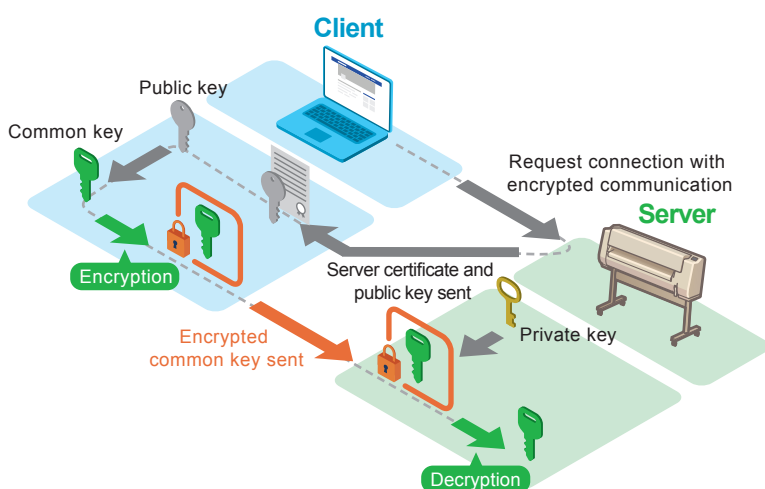 Client
Public key
Common key
Request connection with
encrypted communication
Server
Encryption
Server certificate and
public key sent
Encrypted
common key sent
Private key
Decryption